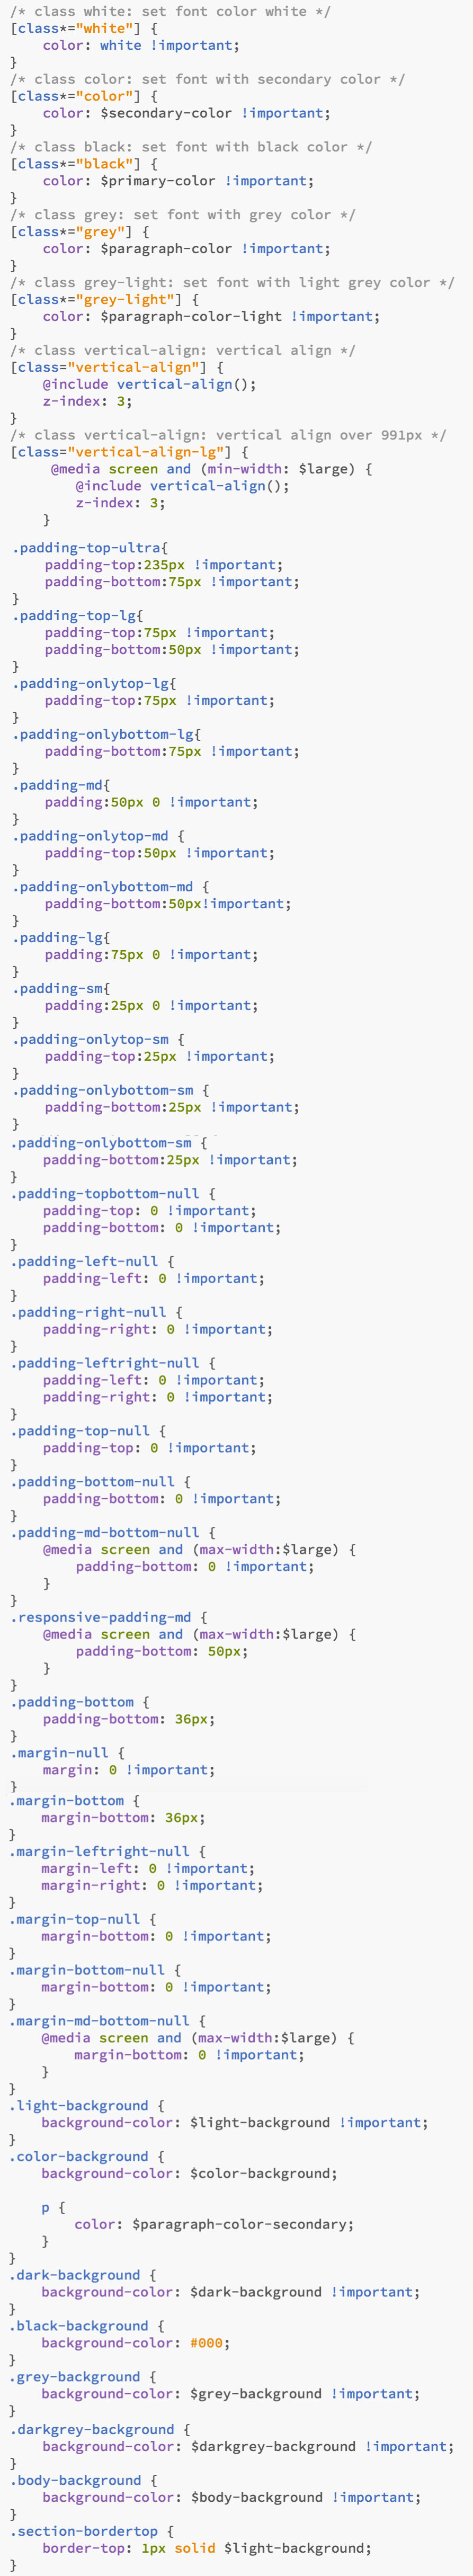 /* class white: set font color white */
[class*="white"] {
    color: white !important;
}
/* class color: set font with secondary color */
[class*="color"] {
    color: $secondary-color !important;
}
/* class black: set font with black color */
[class*="black"] {
    color: $primary-color !important;
}
/* class grey: set font with grey color */
[class*="grey"] {
    color: $paragraph-color !important;
}
/* class grey-light: set font with light grey color */
[class*="grey-light"] {
    color: $paragraph-color-light !important;
}
/* class vertical-align: vertical align */
[class="vertical-align"] {
    @include vertical-align();
    z-index: 3;
}
/* class vertical-align: vertical align over 991px */
[class="vertical-align-lg"] {
     @media screen and (min-width: $large) {
        @include vertical-align();
        z-index: 3;
    }
.padding-top-ultra{
    padding-top:235px !important;
    padding-bottom:75px !important;
}
.padding-top-lg{
    padding-top:75px !important;
    padding-bottom:50px !important;
}
.padding-onlytop-lg{
    padding-top:75px !important;
}
.padding-onlybottom-lg{
    padding-bottom:75px !important;
}
.padding-md{
    padding:50px 0 !important;
}
.padding-onlytop-md {
    padding-top:50px !important;
}
.padding-onlybottom-md {
    padding-bottom:50px!important;
}
.padding-lg{
    padding:75px 0 !important;
}
.padding-sm{
    padding:25px 0 !important;
}
.padding-onlytop-sm {
    padding-top:25px !important;
}
.padding-onlybottom-sm {
    padding-bottom:25px !important;
}
.padding-onlybottom-sm {
    padding-bottom:25px !important;
}
.padding-topbottom-null {
    padding-top: 0 !important;
    padding-bottom: 0 !important;
}
.padding-left-null {
    padding-left: 0 !important;
}
.padding-right-null {
    padding-right: 0 !important;
}
.padding-leftright-null {
    padding-left: 0 !important;
    padding-right: 0 !important;
}
.padding-top-null {
    padding-top: 0 !important;
}
.padding-bottom-null {
    padding-bottom: 0 !important;
}
.padding-md-bottom-null {
    @media screen and (max-width:$large) {
        padding-bottom: 0 !important;
    }
}
.responsive-padding-md {
    @media screen and (max-width:$large) {
        padding-bottom: 50px;
    }
}
.padding-bottom {
    padding-bottom: 36px;
}
.margin-null {
    margin: 0 !important;
}
.margin-bottom {
    margin-bottom: 36px;
}
.margin-leftright-null {
    margin-left: 0 !important;
    margin-right: 0 !important;
}
.margin-top-null {
    margin-bottom: 0 !important;
}
.margin-bottom-null {
    margin-bottom: 0 !important;
}
.margin-md-bottom-null {
    @media screen and (max-width:$large) {
        margin-bottom: 0 !important;
    }
}
.light-background {
    background-color: $light-background !important;
}
.color-background {
    background-color: $color-background;

    p {
        color: $paragraph-color-secondary;
    }
}
.dark-background {
    background-color: $dark-background !important;
}
.black-background {
    background-color: #000;
}
.grey-background {
    background-color: $grey-background !important;
}
.darkgrey-background {
    background-color: $darkgrey-background !important;
}
.body-background {
    background-color: $body-background !important;
}
.section-bordertop {
    border-top: 1px solid $light-background;
}